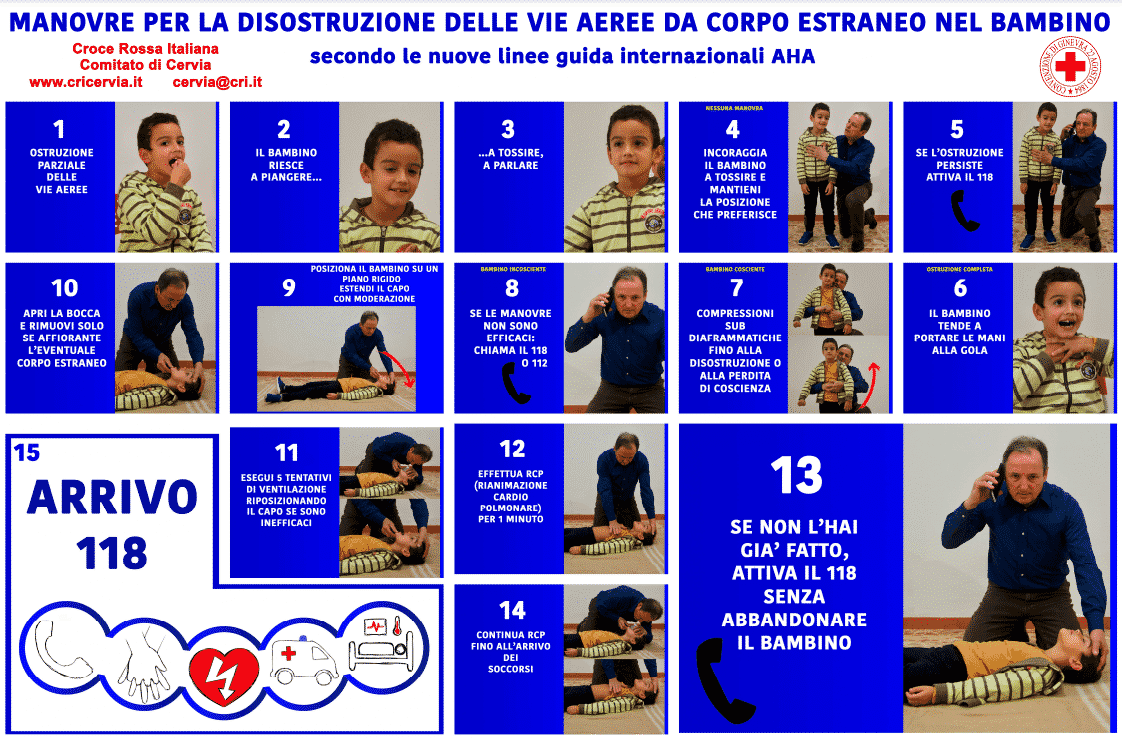 MANOVRE PER LA DISOSTRUZIONE DELLE VIE AEREE DA CORPO ESTRANEO NEL BAMBINO
secondo le nuove linee guida internazionali AHA
Croce Rossa Italiana
Comitato di Cervia
www.cricervia.it cervia@cri.it
CONVENZIONE DI GINEVRA 22 AGOSTO 1864
1
OSTRUZIONE
PARZIALE
DELLE
VIE AEREE
2
IL BAMBINO
RIESCE
A PIANGERE...
3
...A TOSSIRE,
A PARLARE
NESSUNA MANOVRA
4
INCORAGGIA
IL BAMBINO
A TOSSIRE E
MANTIENI
LA POSIZIONE
CHE PREFERISCE
5
SE L'OSTRUZIONE
PERSISTE
ATTIVA IL 118
OSTRUZIONE COMPLETA
6
IL BAMBINO
TENDE A
PORTARE LE MANI
ALLA GOLA
BAMBINO COSCIENTE
7
COMPRESSIONI
SUB
DIAFRAMMATICHE
FINO ALLA
DISOSTRUZIONE O
ALLA PERDITA
DI COSCIENZA
BAMBINO INCOSCIENTE
8
SE LE MANOVRE
NON SONO
EFFICACI:
CHIAMA IL 118
O 112
9
POSIZIONA IL BAMBINO SU UN
PIANO RIGIDO
ESTENDI IL CAPO
CON MODERAZIONE
10
APRI LA BOCCA
E RIMUOVI SOLO
SE AFFIORANTE
L'EVENTUALE
CORPO ESTRANEO
11
ESEGUI 5 TENTATIVI
DI VENTILAZIONE
RIPOSIZIONANDO
IL CAPO SE SONO
INEFFICACI
12
EFFETTUA RCP
(RIANIMAZIONE
CARDIO
POLMONARE)
PER 1 MINUTO
13
SE NON L'HAI
GIA' FATTO,
ATTIVA IL 118
SENZA
ABBANDONARE
IL BAMBINO
14
CONTINUA RCP
FINO ALL'ARRIVO
DEI
SOCCORSI
15
ARRIVO
118